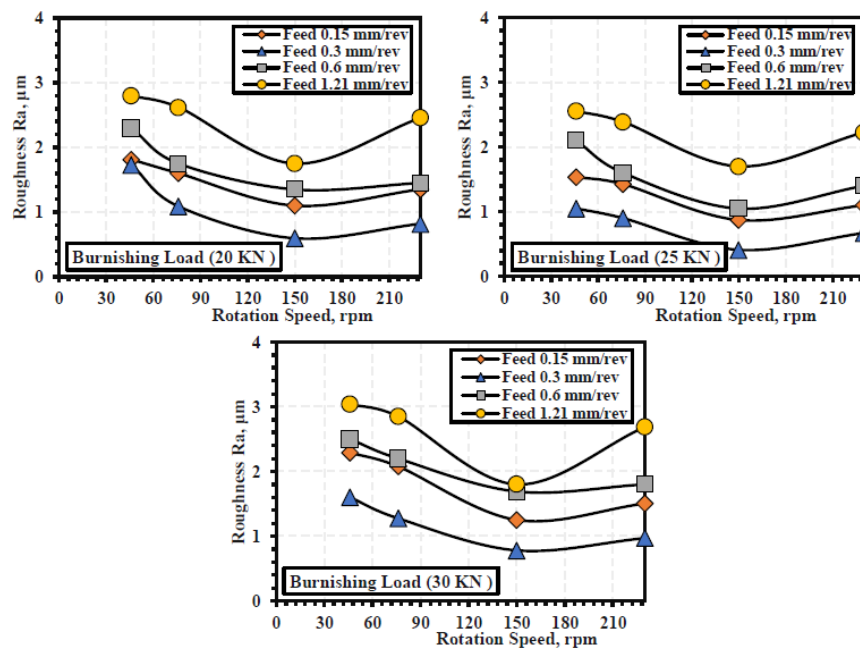 Roughness Ra, μm
4
3
2
1
0
Feed 0.15 mm/rev
Feed 0.3 mm/rev
Feed 0.6 mm/rev
Feed 1.21 mm/rev
Burnishing Load (20 KN )
0 30 60 90 120 150 180 210
Rotation Speed, rpm
Roughness Ra, μm
4
3
2
1
0
Feed 0.15 mm/rev
Feed 0.3 mm/rev
Feed 0.6 mm/rev
Feed 1.21 mm/rev
Burnishing Load (25 KN )
0 30 60 90 120 150 180 210
Rotation Speed, rpm
Roughness Ra, μm
4
3
2
1
0
Feed 0.15 mm/rev
Feed 0.3 mm/rev
Feed 0.6 mm/rev
Feed 1.21 mm/rev
Burnishing Load (30 KN )
0 30 60 90 120 150 180 210
Rotation Speed, rpm